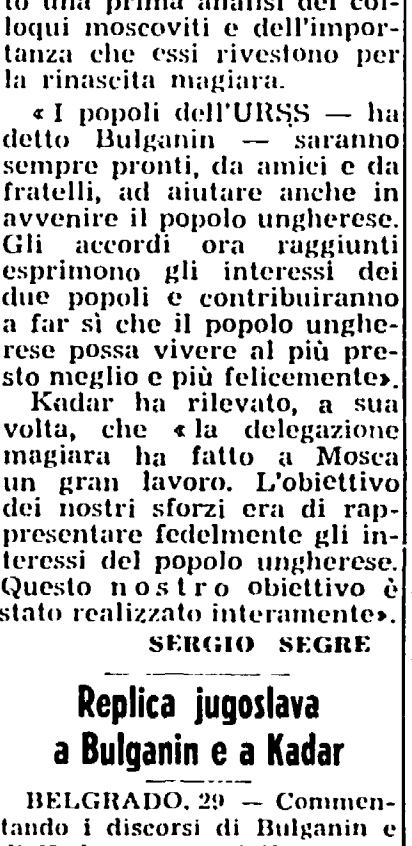 to una prima analisi dei col-
loqui moscoviti e dell'impor-
tanza che essi rivestono per
la rinascita magiara.
« I popoli dell'URSS — ha
detto Bulganin — saranno
sempre pronti, da amici e da
fratelli, ad aiutare anche in
avvenire il popolo ungherese.
Gli accordi ora raggiunti
esprimono gli interessi dei
due popoli e contribuiranno
a far sì che il popolo unghe-
rese possa vivere al più pre-
sto meglio e più felicemente».
Kadar ha rilevato, a sua
volta, che « la delegazione
magiara ha fatto a Mosca
un gran lavoro. L'obiettivo
dei nostri sforzi era di rap-
presentare fedelmente gli in-
teressi del popolo ungherese.
Questo nostro obiettivo è
stato realizzato interamente».
SERGIO SEGRE
Replica jugoslava
a Bulganin e a Kadar
BELGRADO, 29 — Commen-
tando i discorsi di Bulganin e